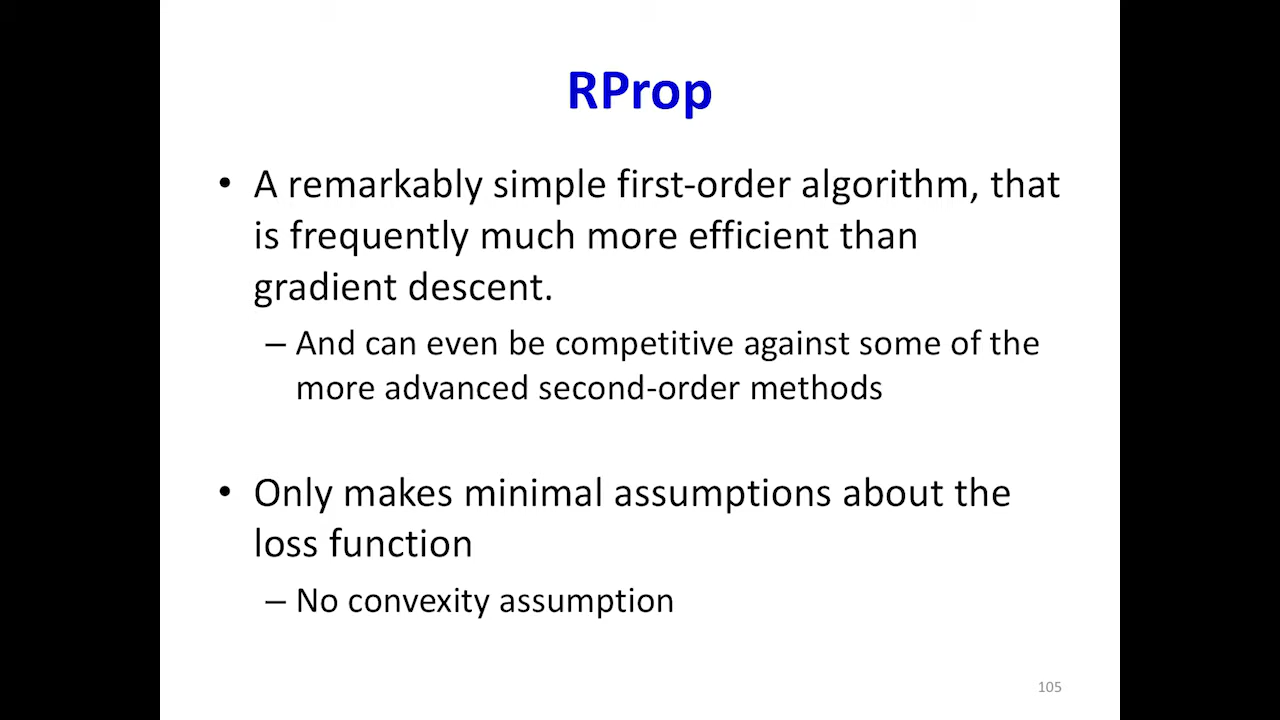 RProp
• A remarkably simple first-order algorithm, that
is frequently much more efficient than
gradient descent.
– And can even be competitive against some of the
more advanced second-order methods
• Only makes minimal assumptions about the
loss function
– No convexity assumption
105